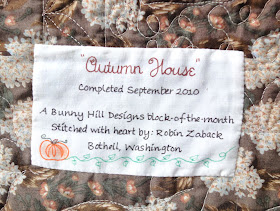 "Autumn House"
Completed September 2010
A Bunny Hill Designs block-of-the-month
Stitched with heart by: Robin Zaback
Bothell, Washington